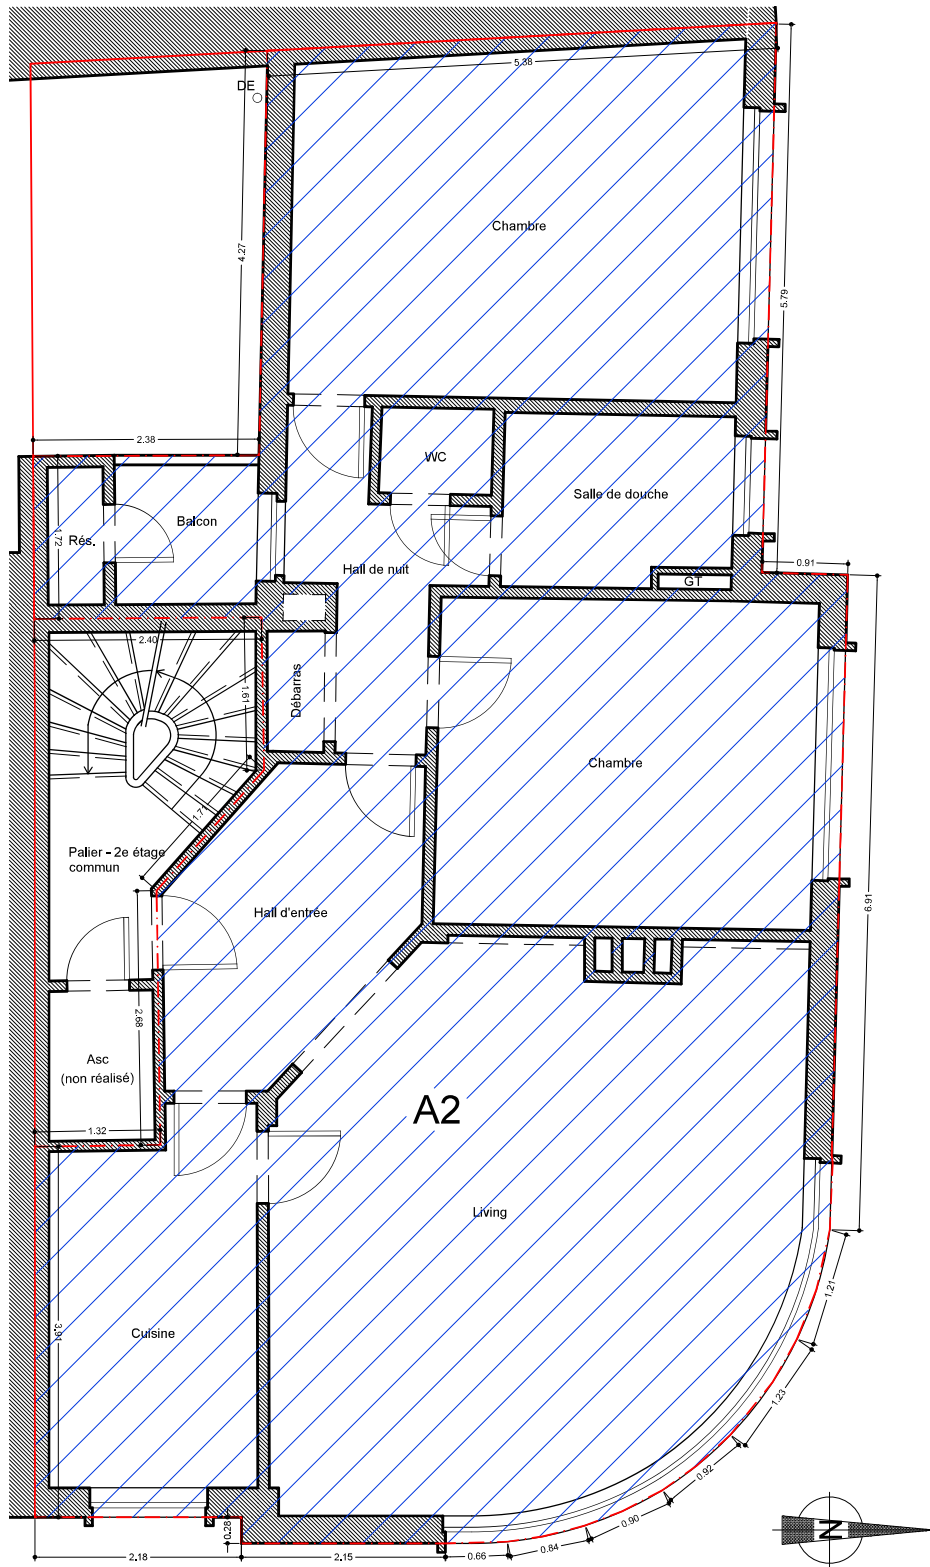 5.38
DE
Chambre
4.27
5.79
2.38
WC
Salle de douche
Balcon
Rés.
1.72
Hall de nuit
0.91
GT
2.40
1.61
Débarras
Chambre
1.71
Palier - 2e étage
commun
Hall d'entrée
6.91
2.68
Asc
(non réalisé)
A2
1.32
Living
1.21
Cuisine
3.91
1.23
0.92
0.90
0.28
0.84
0.66
2.18
2.15
N